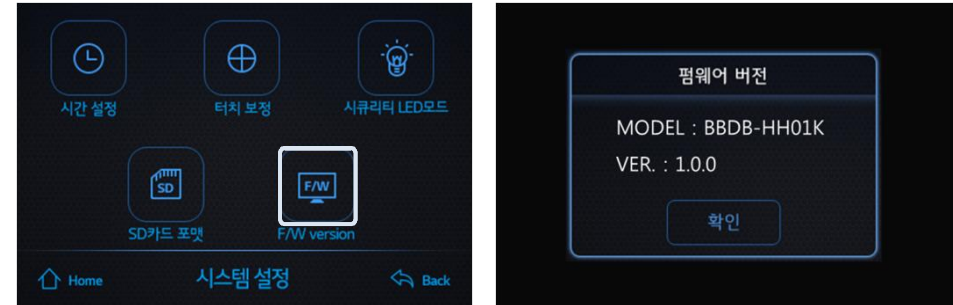 시간 설정
터치 보정
시큐리티 LED모드
SD
F/W
SD카드 포맷
F/W version
Home
시스템 설정
Back
펌웨어 버전
MODEL : BBDB-HH01K
VER. : 1.0.0
확인